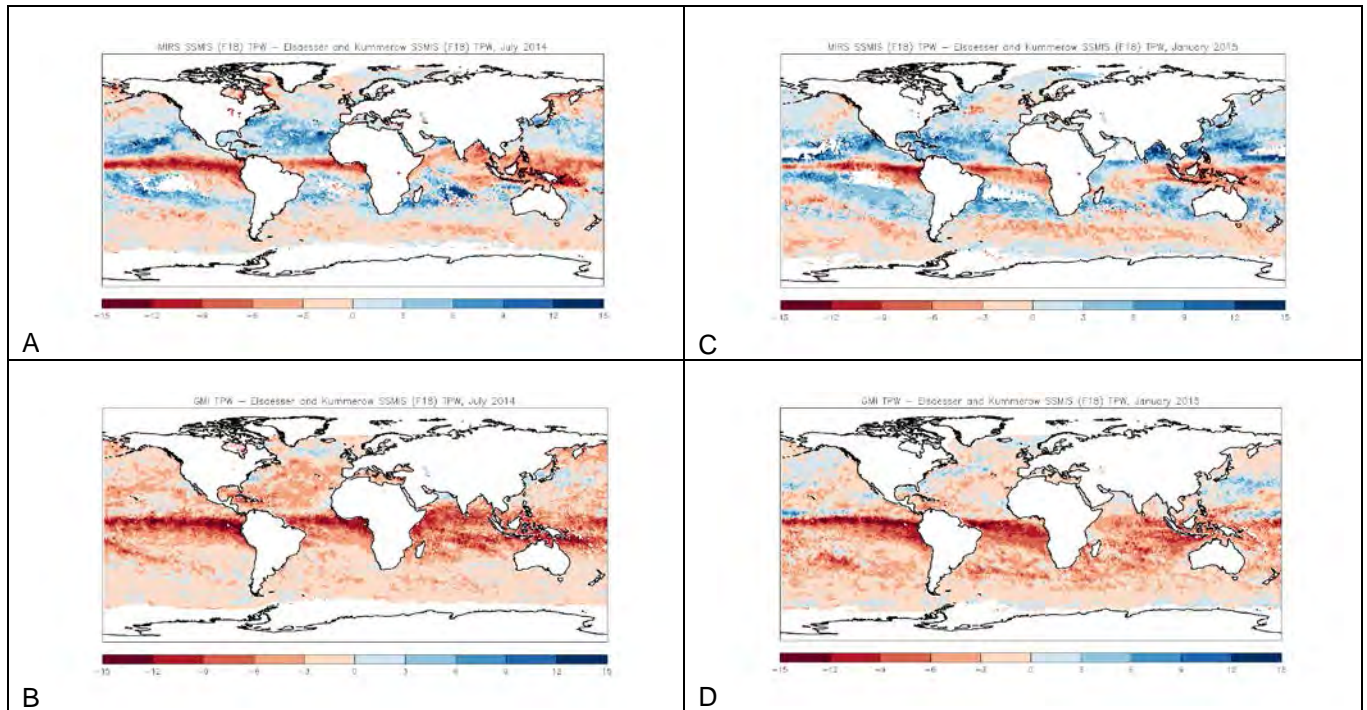 MIRS SSMIS (F18) TPW – Elsaesser and Kummerow SSMIS (F18) TPW, July 2014
-15 -12 -9 -6 -3 0 3 6 9 12 15
A
MIRS SSMIS (F18) TPW – Elsaesser and Kummerow SSMIS (F18) TPW, January 2015
-15 -12 -9 -6 -3 0 3 6 9 12 15
C
GMI TPW – Elsaesser and Kummerow SSMIS (F18) TPW, July 2014
-15 -12 -9 -6 -3 0 3 6 9 12 15
B
GMI TPW – Elsaesser and Kummerow SSMIS (F18) TPW, January 2015
-15 -12 -9 -6 -3 0 3 6 9 12 15
D